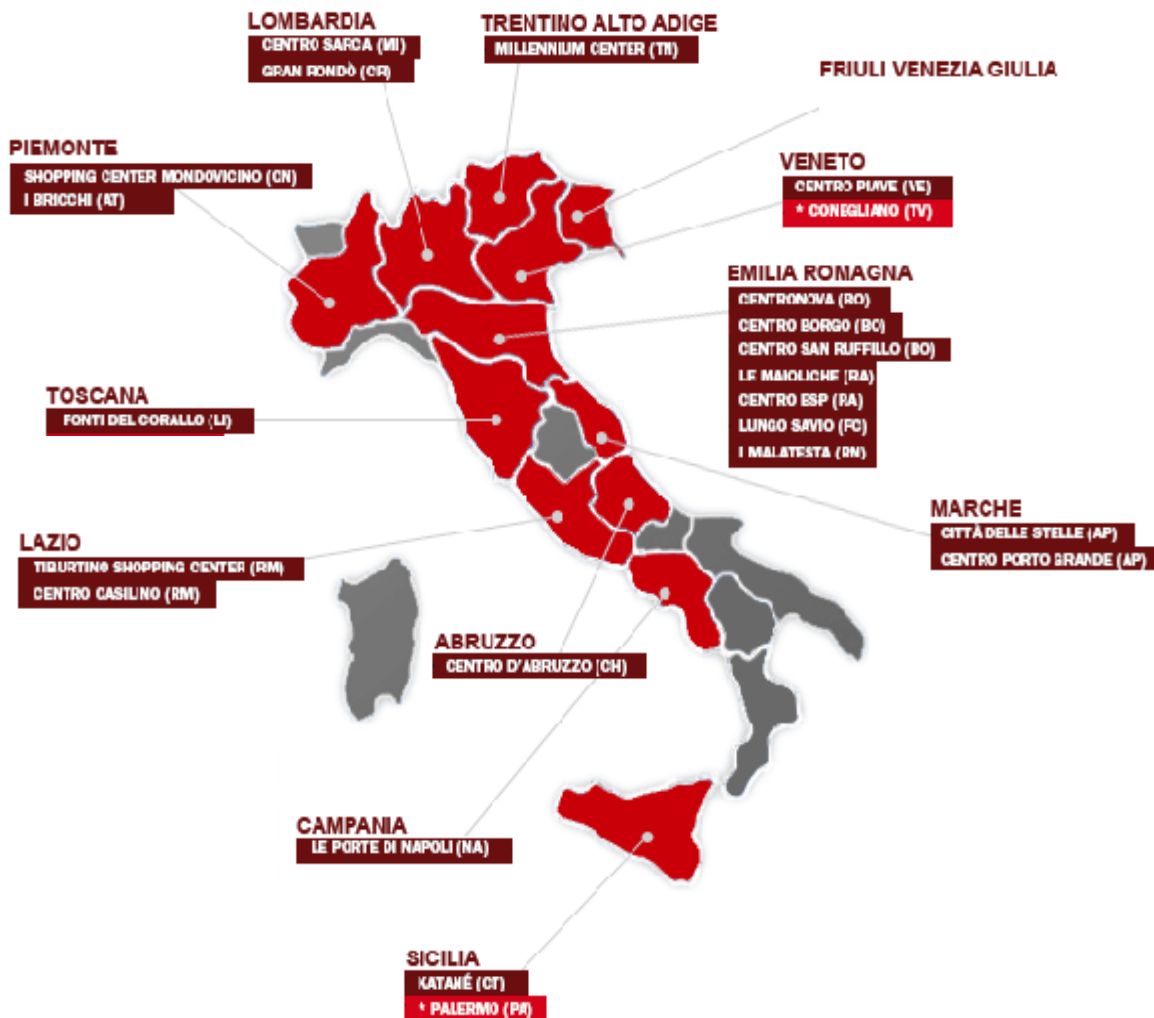 LOMBARDIA
CENTRO SARCA (MI)
GRAN RONDÒ (CR)
TRENTINO ALTO ADIGE
MILLENNIUM CENTER (TN)
FRIULI VENEZIA GIULIA
PIEMONTE
SHOPPING CENTER MONDOVICINO (CN)
I BRICCHI (AT)
VENETO
CENTRO PIAVE (VE)
* CONEGLIANO (TV)
EMILIA ROMAGNA
CENTRONOVA (BO)
CENTRO BORGO (BO)
CENTRO SAN RUFFILLO (BO)
LE MAIOLICHE (RA)
CENTRO ESP (RA)
LUNGO SAVIO (FC)
I MALATESTA (RN)
TOSCANA
FONTI DEL CORALLO (LI)
MARCHE
CITTÀ DELLE STELLE (AP)
CENTRO PORTO GRANDE (AP)
LAZIO
TIBURTINO SHOPPING CENTER (RM)
CENTRO CASILINO (RM)
ABRUZZO
CENTRO D'ABRUZZO (CH)
CAMPANIA
LE PORTE DI NAPOLI (NA)
SICILIA
KATANÉ (CT)
* PALERMO (PA)